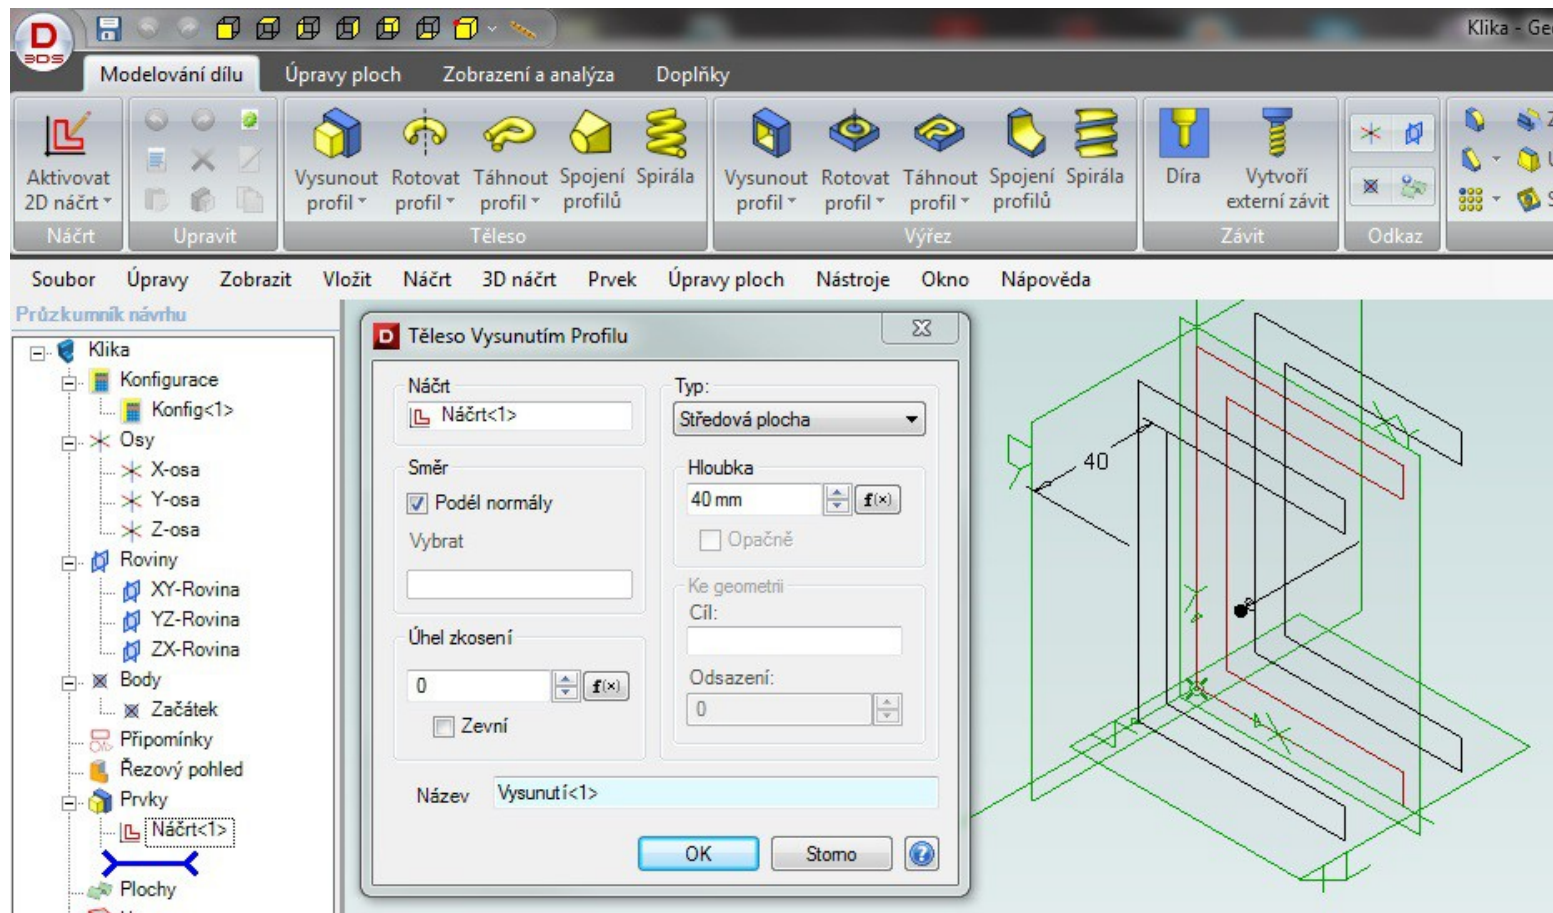 D
3DS
Klika - Ge
Modelování dílu
Úpravy ploch
Zobrazení a analýza
Doplňky
Aktivovat
2D náčrt
Vysunout
profil
Rotovat
profil
Táhnout
profil
Spojení
profilů
Spirála
Vysunout
profil
Rotovat
profil
Táhnout
profil
Spojení
profilů
Spirála
Díra
Vytvoří
externí závit
Náčrt
Upravit
Těleso
Výřez
Závit
Odkaz
Soubor Úpravy Zobrazit Vložit Náčrt 3D náčrt Prvek Úpravy ploch Nástroje Okno Nápověda
Průzkumník návrhu
Klika
Konfigurace
Konfig<1>
Osy
X-osa
Y-osa
Z-osa
Roviny
XY-Rovina
YZ-Rovina
ZX-Rovina
Body
Začátek
Připomínky
Řezový pohled
Prvky
Náčrt<1>
Plochy
D Těleso Vysunutím Profilu
Náčrt
Náčrt<1>
Směr
Podél normály
Vybrat
Úhel zkosení
0
f(x)
Zevní
Typ:
Středová plocha
Hloubka
40 mm
f(x)
Opačně
Ke geometrii
Cíl:
Odsazení:
0
Název
Vysunutí<1>
OK
Storno
?
40